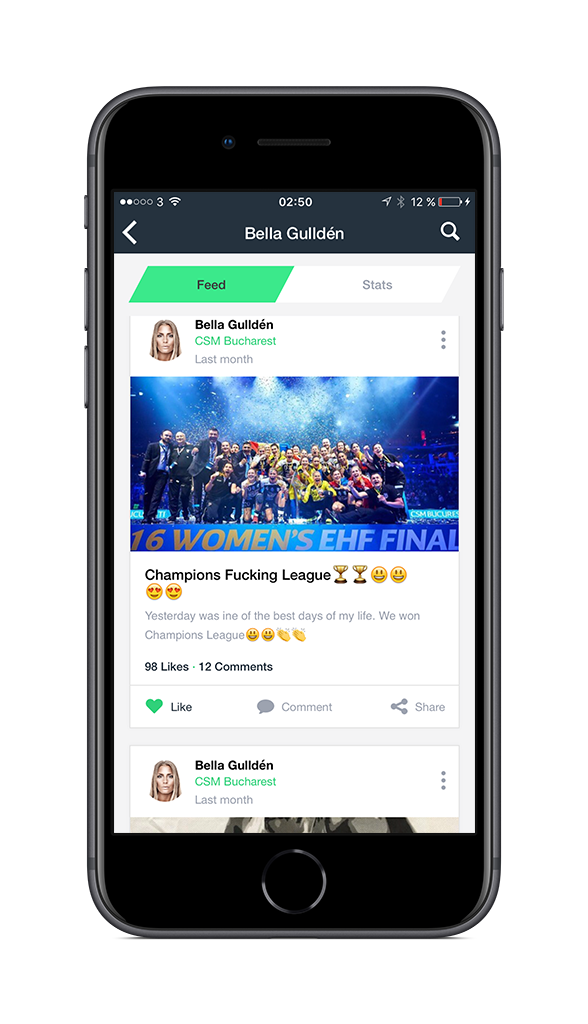 3 02:50 12 %
Bella Gulldén
Feed Stats
Bella Gulldén
CSM Bucharest
Last month
CSM BUCURES
16 WOMEN'S EHF FINAL
Champions Fucking League🏆🏆😃😃
😍😍
Yesterday was ine of the best days of my life. We won
Champions League😃😃👏👏
98 Likes · 12 Comments
Like Comment Share
Bella Gulldén
CSM Bucharest
Last month